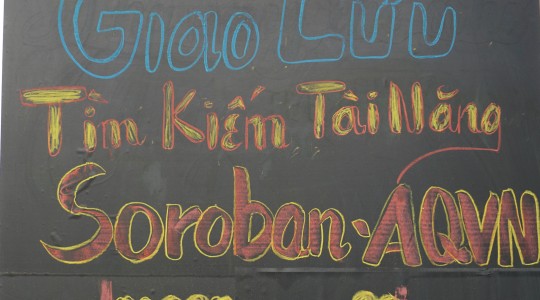 Giao Lưu
Tìm Kiếm Tài Năng
Soroban-AQVN